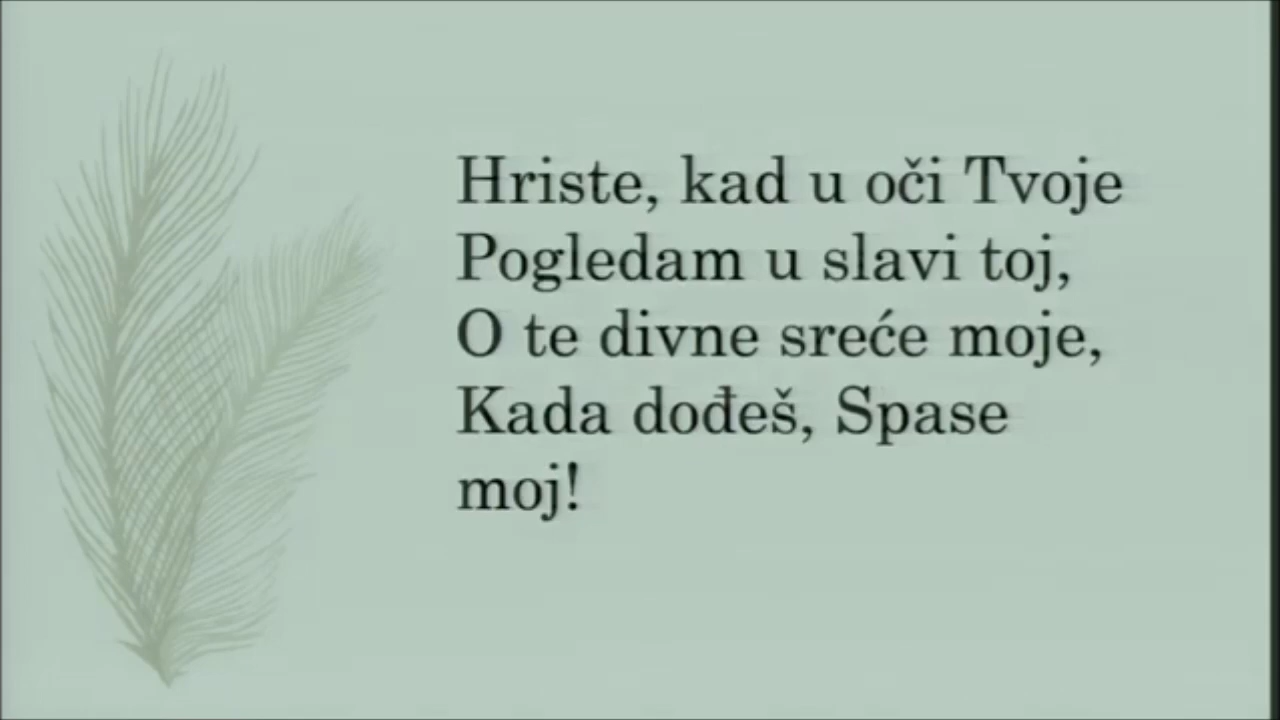 Hriste, kad u oči Tvoje
Pogledam u slavi toj,
O te divne sreće moje,
Kada dođeš, Spase
moj!